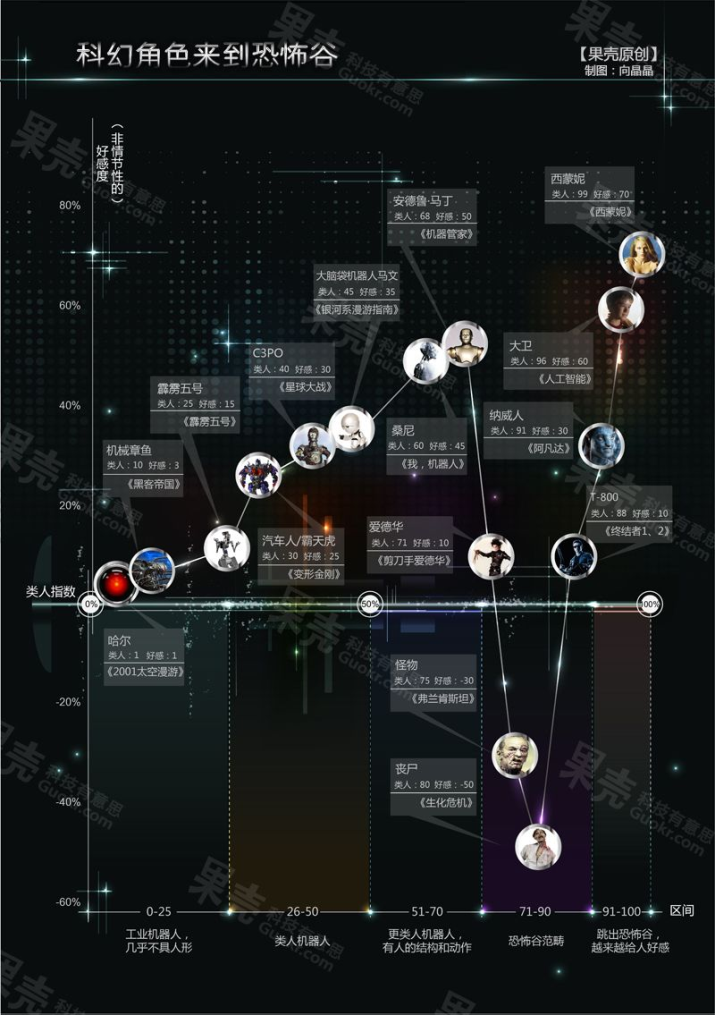 科幻角色来到恐怖谷
【果壳原创】
制图：向晶晶
（非情节性的）
好感度
80%
60%
40%
20%
-20%
-40%
-60%
西蒙妮
类人：99 好感：70
《西蒙妮》
安德鲁·马丁
类人：68 好感：50
《机器管家》
大脑袋机器人马文
类人：45 好感：35
《银河系漫游指南》
大卫
类人：96 好感：60
《人工智能》
C3PO
类人：40 好感：30
《星球大战》
霹雳五号
类人：25 好感：15
《霹雳五号》
纳威人
类人：91 好感：30
《阿凡达》
桑尼
类人：60 好感：45
《我，机器人》
机械章鱼
类人：10 好感：3
《黑客帝国》
T-800
类人：88 好感：10
《终结者1、2》
爱德华
类人：71 好感：10
《剪刀手爱德华》
汽车人/霸天虎
类人：30 好感：25
《变形金刚》
类人指数
0%
50%
100%
哈尔
类人：1 好感：1
《2001太空漫游》
怪物
类人：75 好感：-30
《弗兰肯斯坦》
丧尸
类人：80 好感：-50
《生化危机》
0-25
26-50
51-70
71-90
91-100
区间
工业机器人，
几乎不具人形
类人机器人
更类人机器人，
有人的结构和动作
恐怖谷范畴
跳出恐怖谷，
越来越给人好感
果壳 科技有意思
Guokr.com